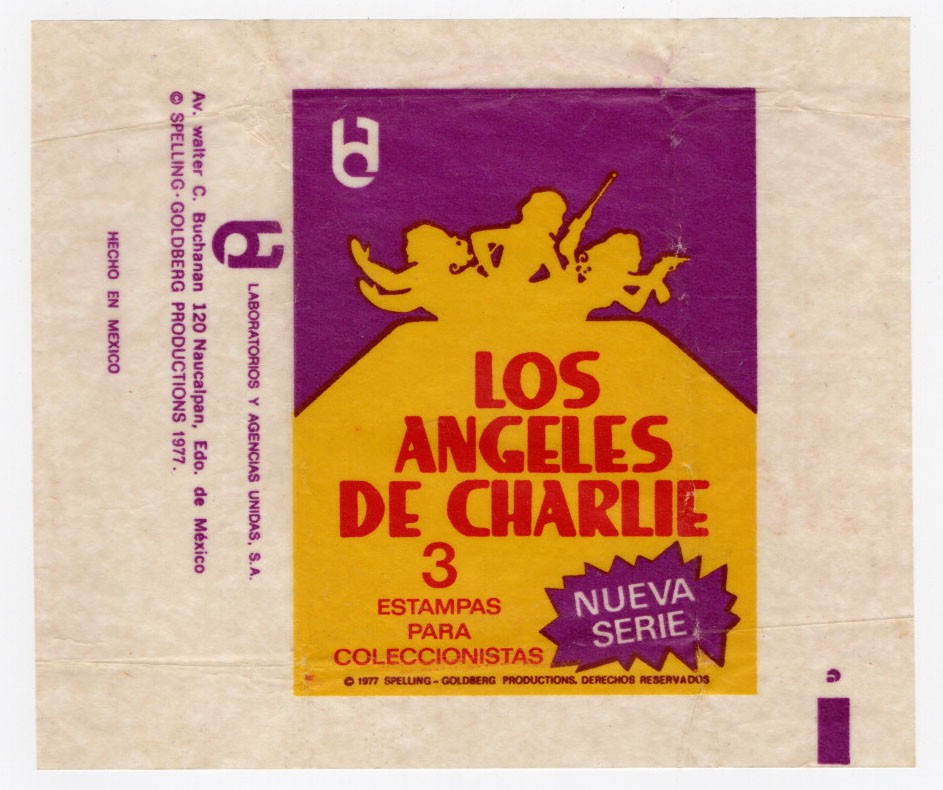 Av. walter C. Buchanan 120 Naucalpan, Edo. de México
© SPELLING·GOLDBERG PRODUCTIONS 1977.
HECHO EN MEXICO
LABORATORIOS Y AGENCIAS UNIDAS, S.A.
LOS
ANGELES
DE CHARLIE
3
ESTAMPAS
PARA
COLECCIONISTAS
NUEVA
SERIE
© 1977 SPELLING-GOLDBERG PRODUCTIONS. DERECHOS RESERVADOS